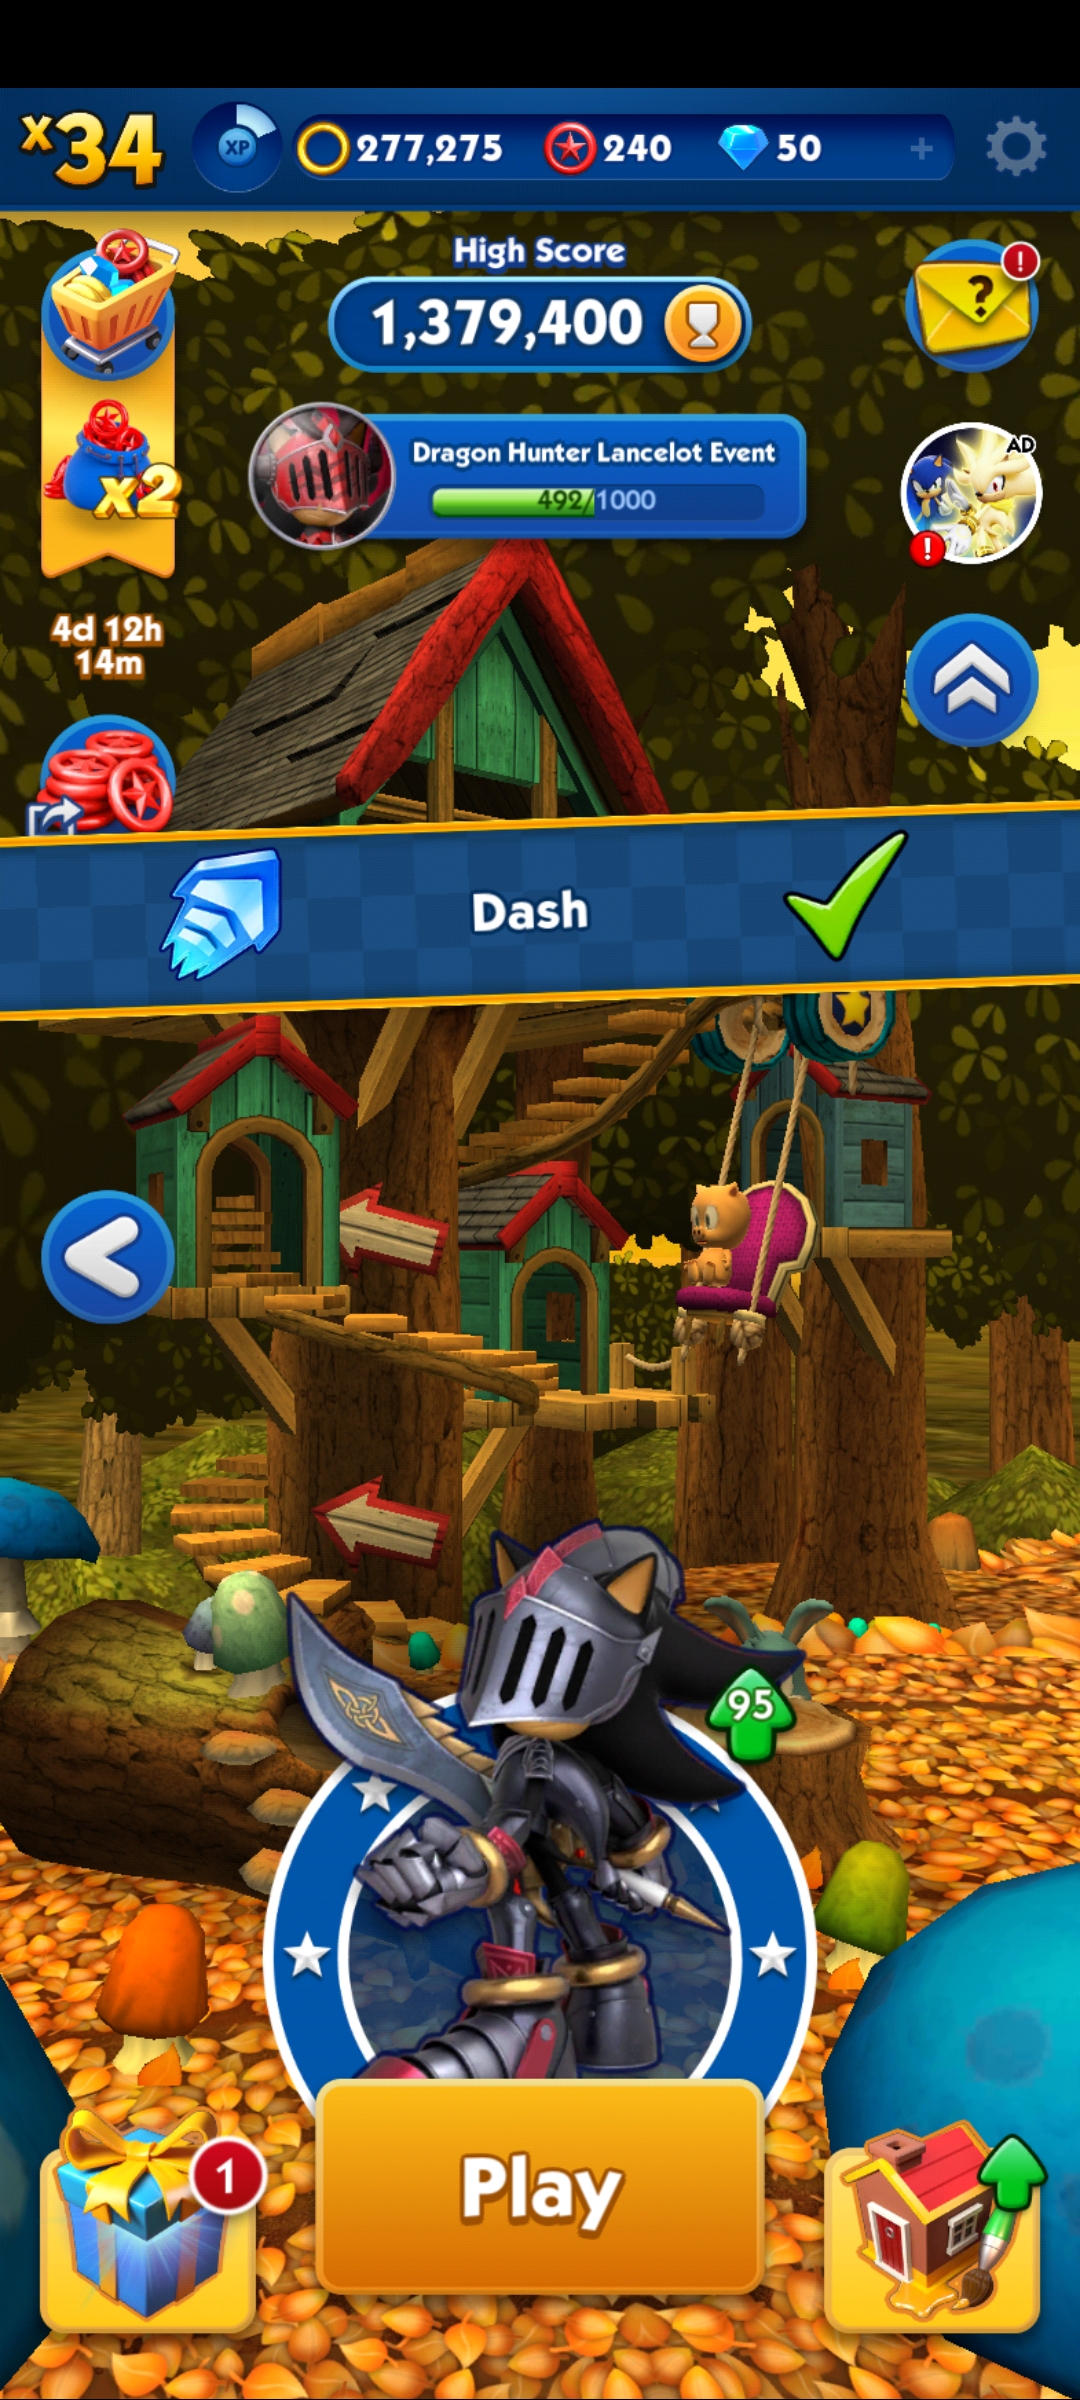 x34
XP
277,275
240
50
+
High Score
1,379,400
?
!
Dragon Hunter Lancelot Event
492/1000
AD
!
x2
4d 12h
14m
Dash
95
Play
1